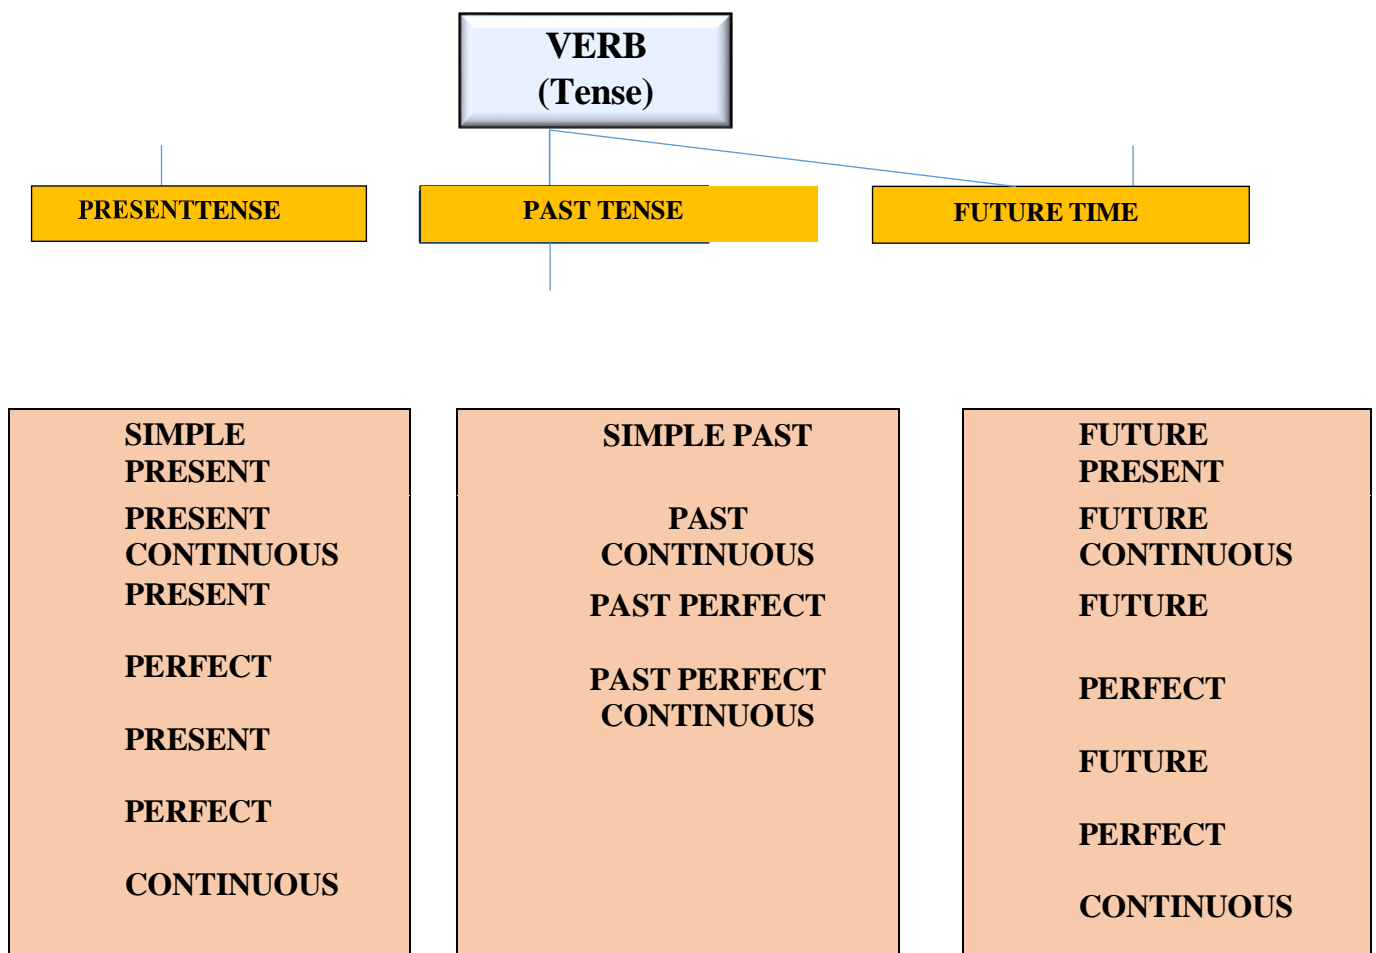 VERB
(Tense)
PRESENTTENSE
PAST TENSE
FUTURE TIME
SIMPLE
PRESENT
PRESENT
CONTINUOUS
PRESENT
PERFECT
PRESENT
PERFECT
CONTINUOUS
SIMPLE PAST
PAST
CONTINUOUS
PAST PERFECT
PAST PERFECT
CONTINUOUS
FUTURE
PRESENT
FUTURE
CONTINUOUS
FUTURE
PERFECT
FUTURE
PERFECT
CONTINUOUS